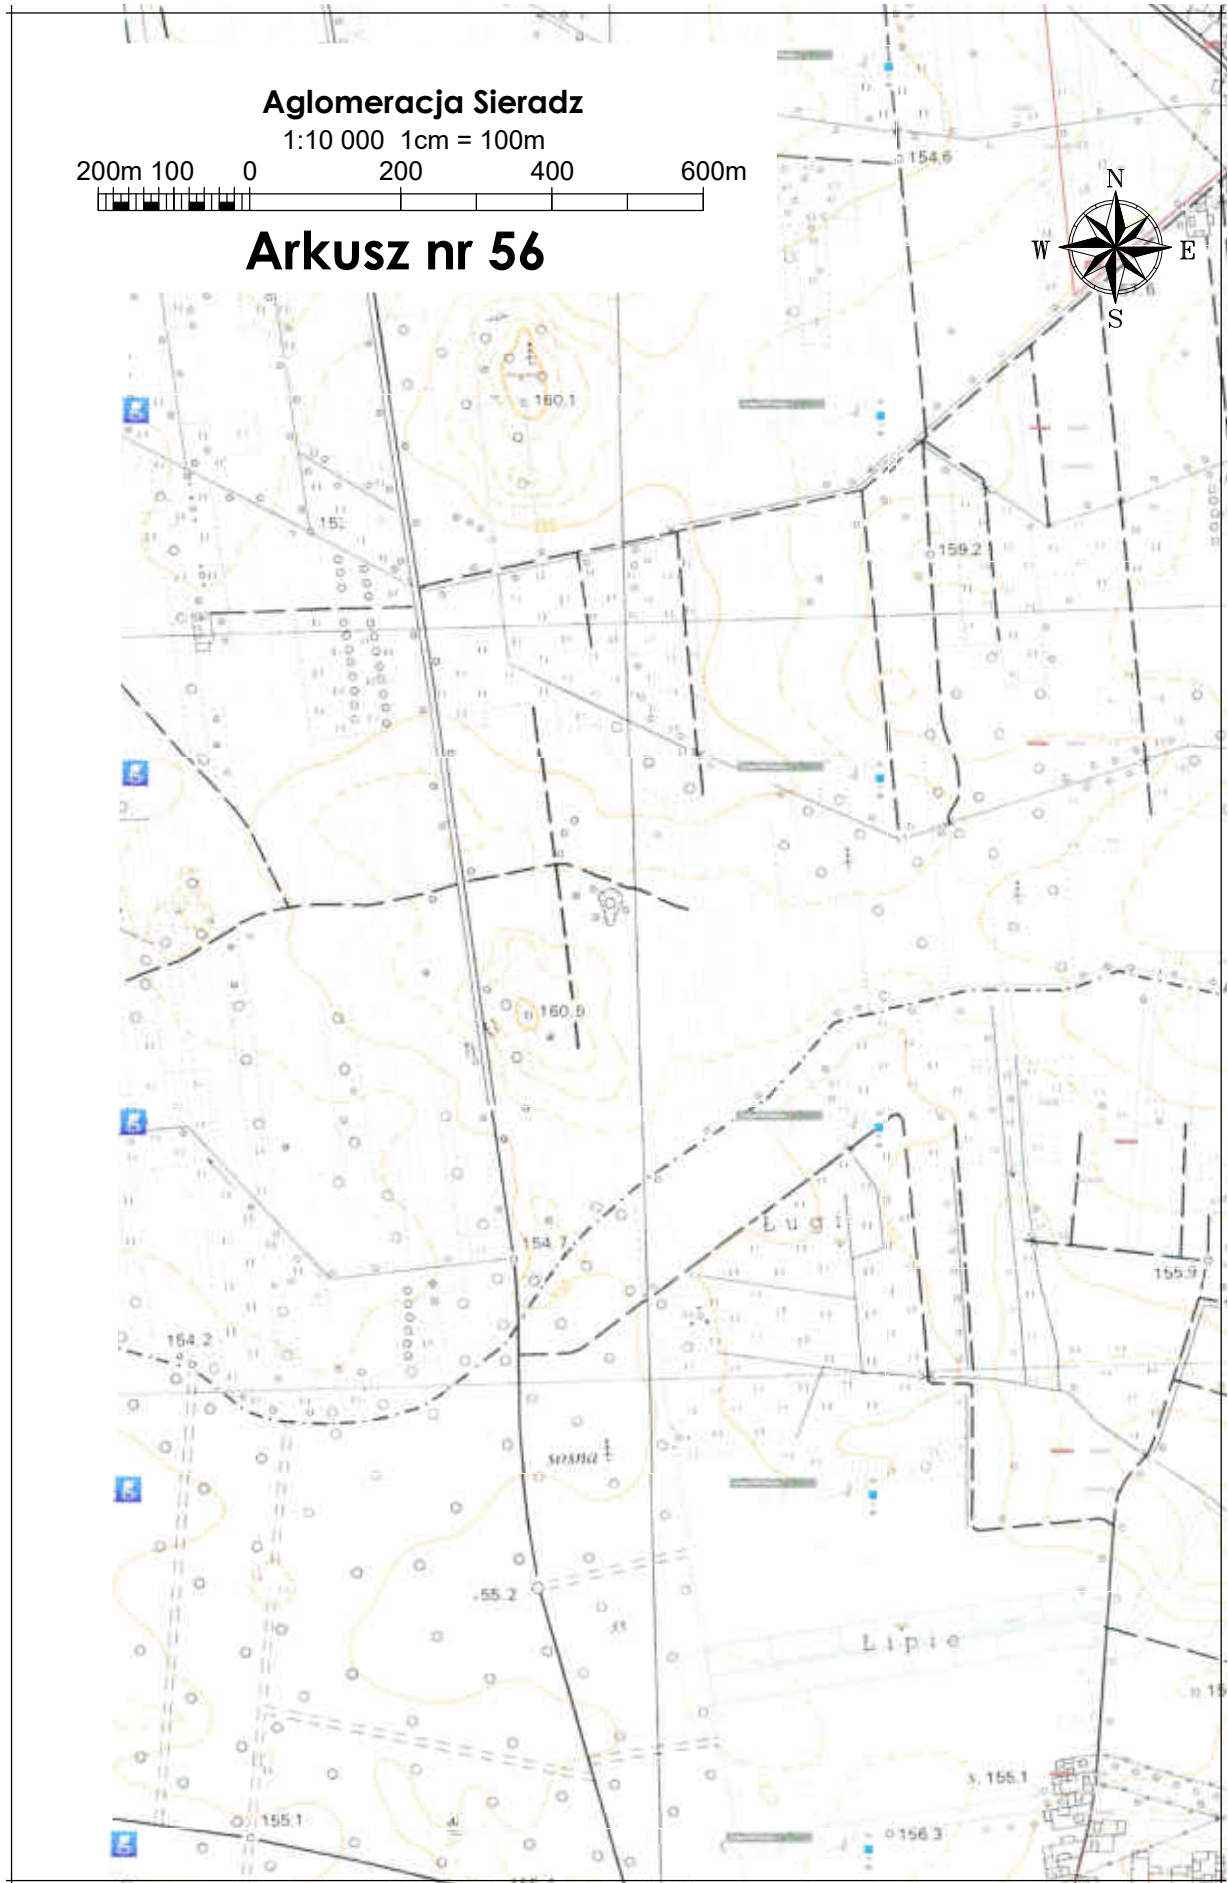 Aglomeracja Sieradz
1:10 000 1cm = 100m
200m 100 0 200 400 600m
Arkusz nr 56
N
W E
S
154,6
160.1
159.2
160,9
154.7
Ług
155.9
154.2
sosna
55.2
Lipie
155.1
155.1
156.3